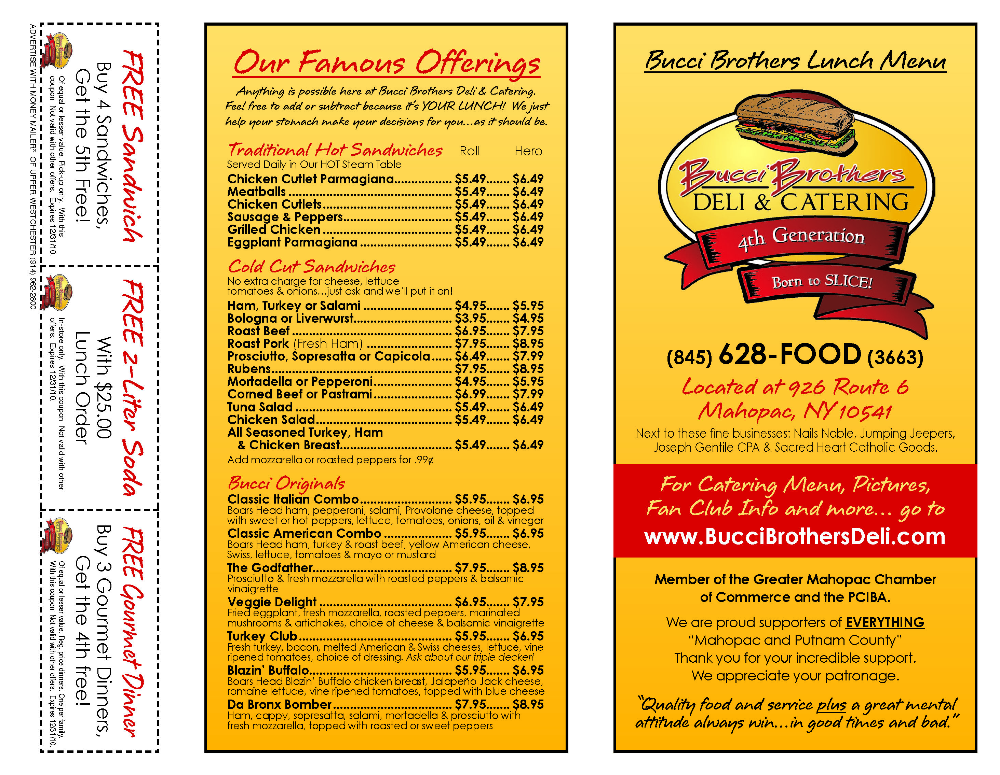 FREE Sandwich
Buy 4 Sandwiches,
Get the 5th Free!
Bucci Brothers
DELI & CATERING
Of equal or lesser value. Pick-up only. With this
coupon Not valid with other offers. Expires 12/31/10.
FREE 2-Liter Soda
With $25.00
Lunch Order
Bucci Brothers
DELI & CATERING
In-store only. With this coupon Not valid with other
offers. Expires 12/31/10.
FREE Gourmet Dinner
Buy 3 Gourmet Dinners,
Get the 4th free!
Bucci Brothers
DELI & CATERING
Of equal or lesser value. Reg. price dinners. One per family.
With this coupon Not valid with other offers. Expires 12/31/10.
ADVERTISE WITH MONEY MAILER® OF UPPER WESTCHESTER (914) 962-2800
Our Famous Offerings
Anything is possible here at Bucci Brothers Deli & Catering.
Feel free to add or subtract because it's YOUR LUNCH! We just
help your stomach make your decisions for you...as it should be.
Traditional Hot Sandwiches Roll Hero
Served Daily in Our HOT Steam Table
Chicken Cutlet Parmagiana................. $5.49....... $6.49
Meatballs ................................................ $5.49....... $6.49
Chicken Cutlets...................................... $5.49....... $6.49
Sausage & Peppers................................ $5.49....... $6.49
Grilled Chicken ...................................... $5.49....... $6.49
Eggplant Parmagiana ........................... $5.49....... $6.49
Cold Cut Sandwiches
No extra charge for cheese, lettuce
tomatoes & onions...just ask and we'll put it on!
Ham, Turkey or Salami .......................... $4.95....... $5.95
Bologna or Liverwurst............................. $3.95....... $4.95
Roast Beef ............................................... $6.95....... $7.95
Roast Pork (Fresh Ham) ......................... $7.95....... $8.95
Prosciutto, Sopresatta or Capicola...... $6.49....... $7.99
Rubens..................................................... $7.95....... $8.95
Mortadella or Pepperoni....................... $4.95....... $5.95
Corned Beef or Pastrami....................... $6.99....... $7.99
Tuna Salad .............................................. $5.49....... $6.49
Chicken Salad........................................ $5.49....... $6.49
All Seasoned Turkey, Ham
& Chicken Breast................................. $5.49....... $6.49
Add mozzarella or roasted peppers for .99¢
Bucci Originals
Classic Italian Combo........................... $5.95....... $6.95
Boars Head ham, pepperoni, salami, Provolone cheese, topped
with sweet or hot peppers, lettuce, tomatoes, onions, oil & vinegar
Classic American Combo .................... $5.95....... $6.95
Boars Head ham, turkey & roast beef, yellow American cheese,
Swiss, lettuce, tomatoes & mayo or mustard
The Godfather......................................... $7.95....... $8.95
Prosciutto & fresh mozzarella with roasted peppers & balsamic
vinaigrette
Veggie Delight ....................................... $6.95....... $7.95
Fried eggplant, fresh mozzarella, roasted peppers, marinated
mushrooms & artichokes, choice of cheese & balsamic vinaigrette
Turkey Club............................................. $5.95....... $6.95
Fresh turkey, bacon, melted American & Swiss cheeses, lettuce, vine
ripened tomatoes, choice of dressing. Ask about our triple decker!
Blazin' Buffalo.......................................... $5.95....... $6.95
Boars Head Blazin' Buffalo chicken breast, Jalapeño Jack cheese,
romaine lettuce, vine ripened tomatoes, topped with blue cheese
Da Bronx Bomber................................... $7.95....... $8.95
Ham, cappy, sopresatta, salami, mortadella & prosciutto with
fresh mozzarella, topped with roasted or sweet peppers
Bucci Brothers Lunch Menu
Bucci Brothers
DELI & CATERING
4th Generation
Born to SLICE!
(845) 628-FOOD (3663)
Located at 926 Route 6
Mahopac, NY 10541
Next to these fine businesses: Nails Noble, Jumping Jeepers,
Joseph Gentile CPA & Sacred Heart Catholic Goods.
For Catering Menu, Pictures,
Fan Club Info and more... go to
www.BucciBrothersDeli.com
Member of the Greater Mahopac Chamber
of Commerce and the PCIBA.
We are proud supporters of EVERYTHING
"Mahopac and Putnam County"
Thank you for your incredible support.
We appreciate your patronage.
"Quality food and service plus a great mental
attitude always win...in good times and bad."